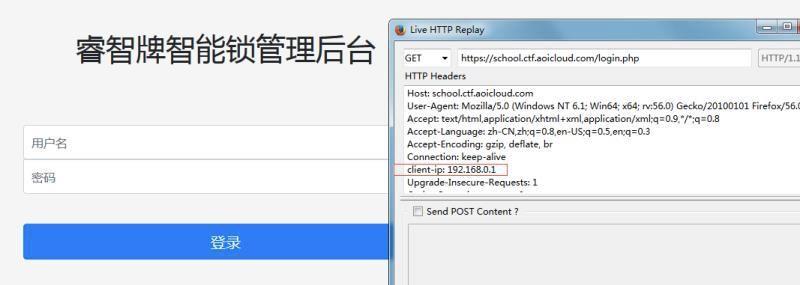 睿智牌智能锁管理后台
用户名
密码
登录
Live HTTP Replay
GET https://school.ctf.aoicloud.com/login.php HTTP/1.1
HTTP Headers
Host: school.ctf.aoicloud.com
User-Agent: Mozilla/5.0 (Windows NT 6.1; Win64; x64; rv:56.0) Gecko/20100101 Firefox/56.0
Accept: text/html,application/xhtml+xml,application/xml;q=0.9,*/*;q=0.8
Accept-Language: zh-CN,zh;q=0.8,en-US;q=0.5,en;q=0.3
Accept-Encoding: gzip, deflate, br
Connection: keep-alive
client-ip: 192.168.0.1
Upgrade-Insecure-Requests: 1
Send POST Content ?